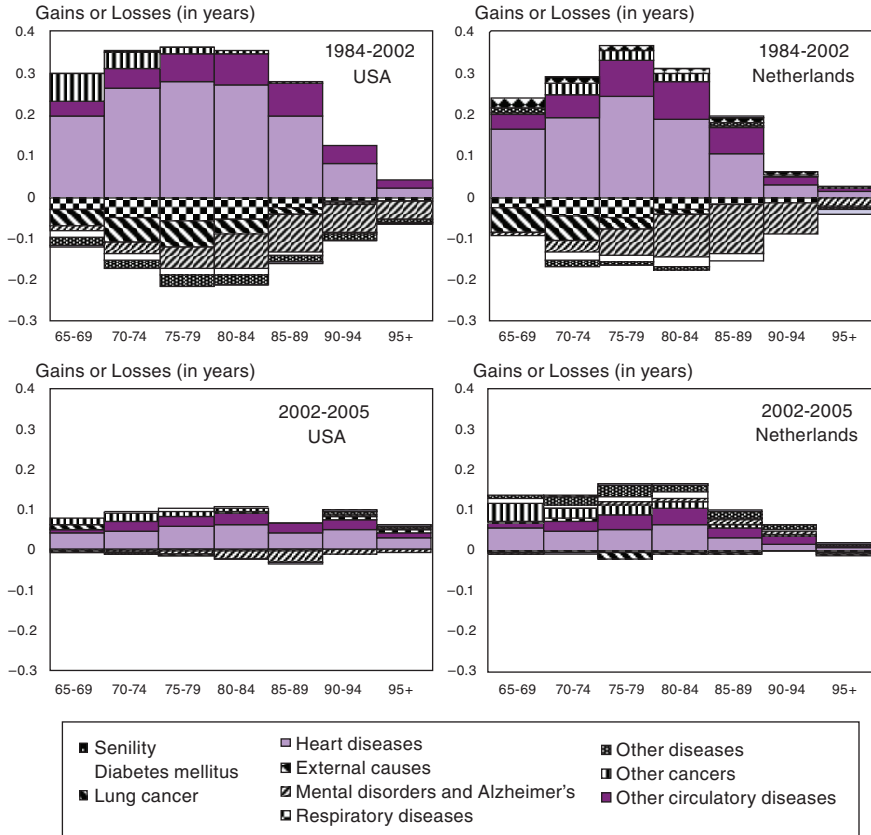 Gains or Losses (in years)
0.4
0.3
0.2
0.1
0
−0.1
−0.2
−0.3
1984-2002
USA
65-69 70-74 75-79 80-84 85-89 90-94 95+
Gains or Losses (in years)
0.4
0.3
0.2
0.1
0
−0.1
−0.2
−0.3
1984-2002
Netherlands
65-69 70-74 75-79 80-84 85-89 90-94 95+
Gains or Losses (in years)
0.4
0.3
0.2
0.1
0
−0.1
−0.2
−0.3
2002-2005
USA
65-69 70-74 75-79 80-84 85-89 90-94 95+
Gains or Losses (in years)
0.4
0.3
0.2
0.1
0
−0.1
−0.2
−0.3
2002-2005
Netherlands
65-69 70-74 75-79 80-84 85-89 90-94 95+
Senility
Diabetes mellitus
Lung cancer
Heart diseases
External causes
Mental disorders and Alzheimer's
Respiratory diseases
Other diseases
Other cancers
Other circulatory diseases